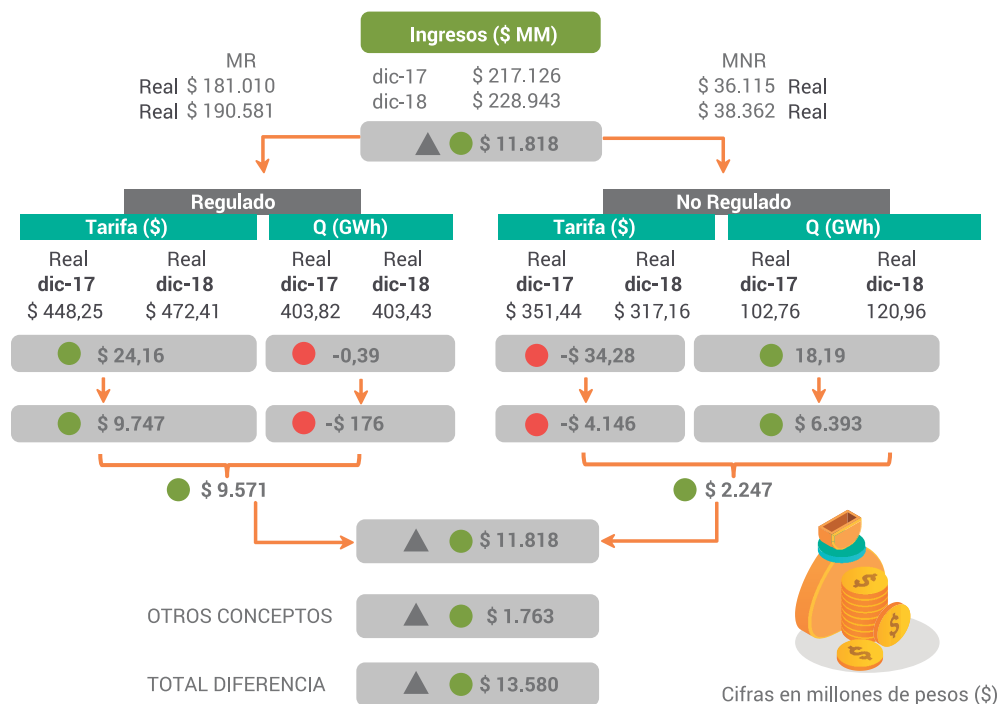 Ingresos ($ MM)
MR
Real $ 181.010
Real $ 190.581
dic-17 $ 217.126
dic-18 $ 228.943
MNR
$ 36.115 Real
$ 38.362 Real
$ 11.818
Regulado
No Regulado
Tarifa ($)
Q (GWh)
Tarifa ($)
Q (GWh)
Real Real Real Real Real Real Real Real
dic-17 dic-18 dic-17 dic-18 dic-17 dic-18 dic-17 dic-18
$ 448,25 $ 472,41 403,82 403,43 $ 351,44 $ 317,16 102,76 120,96
$ 24,16 -0,39 -$ 34,28 18,19
$ 9.747 -$ 176 -$ 4.146 $ 6.393
$ 9.571 $ 2.247
$ 11.818
OTROS CONCEPTOS $ 1.763
TOTAL DIFERENCIA $ 13.580
Cifras en millones de pesos ($)